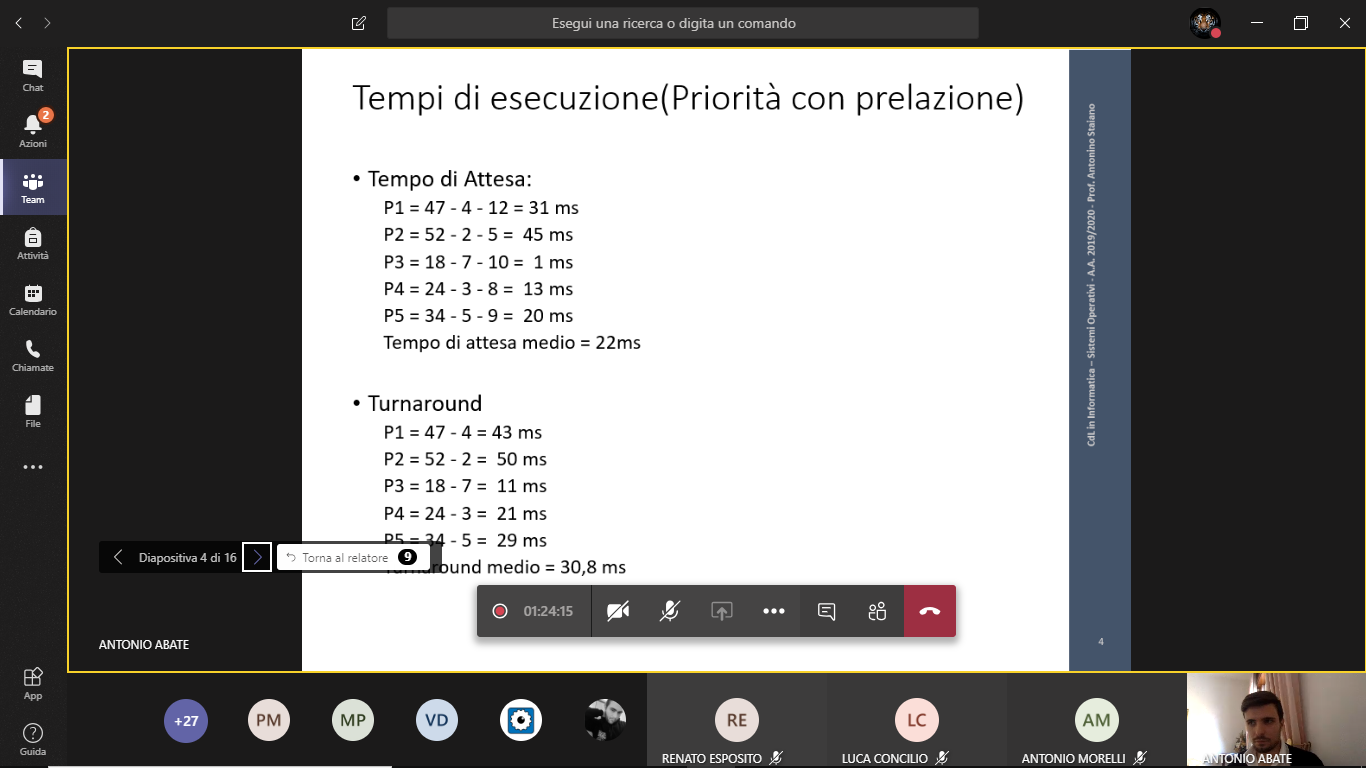 Esegui una ricerca o digita un comando
Chat
2
Azioni
Team
Attività
Calendario
Chiamate
File
App
Guida
Tempi di esecuzione(Priorità con prelazione)
• Tempo di Attesa:
P1 = 47 - 4 - 12 = 31 ms
P2 = 52 - 2 - 5 = 45 ms
P3 = 18 - 7 - 10 = 1 ms
P4 = 24 - 3 - 8 = 13 ms
P5 = 34 - 5 - 9 = 20 ms
Tempo di attesa medio = 22ms
• Turnaround
P1 = 47 - 4 = 43 ms
P2 = 52 - 2 = 50 ms
P3 = 18 - 7 = 11 ms
P4 = 24 - 3 = 21 ms
P5 = 34 - 5 = 29 ms
Turnaround medio = 30,8 ms
CdL in Informatica – Sistemi Operativi - A.A. 2019/2020 - Prof. Antonino Staiano
4
Diapositiva 4 di 16
Torna al relatore 9
01:24:15
ANTONIO ABATE
+27
PM
MP
VD
RE
RENATO ESPOSITO
LC
LUCA CONCILIO
AM
ANTONIO MORELLI
ANTONIO ABATE